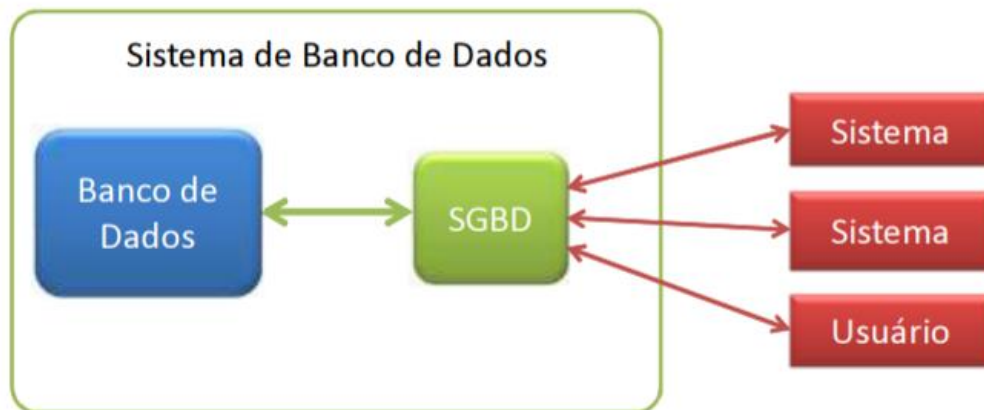 Sistema de Banco de Dados
Banco de
Dados
SGBD
Sistema
Sistema
Usuário